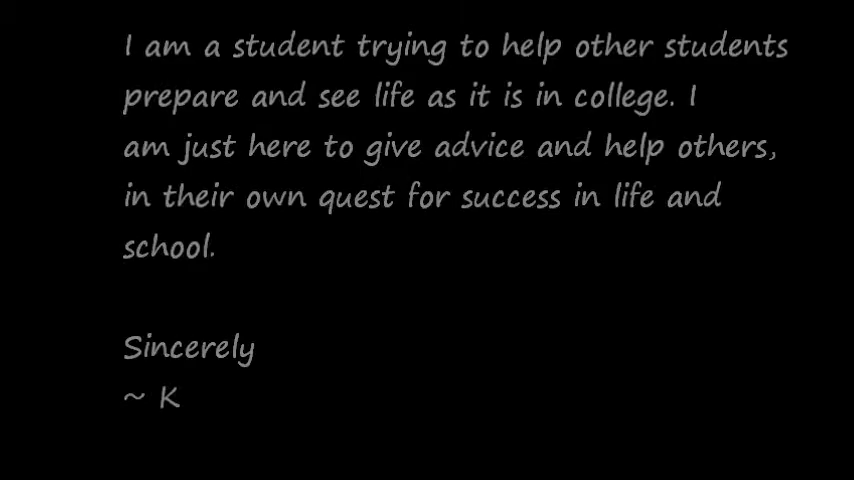 I am a student trying to help other students
prepare and see life as it is in college. I
am just here to give advice and help others,
in their own quest for success in life and
school.
Sincerely
~ K